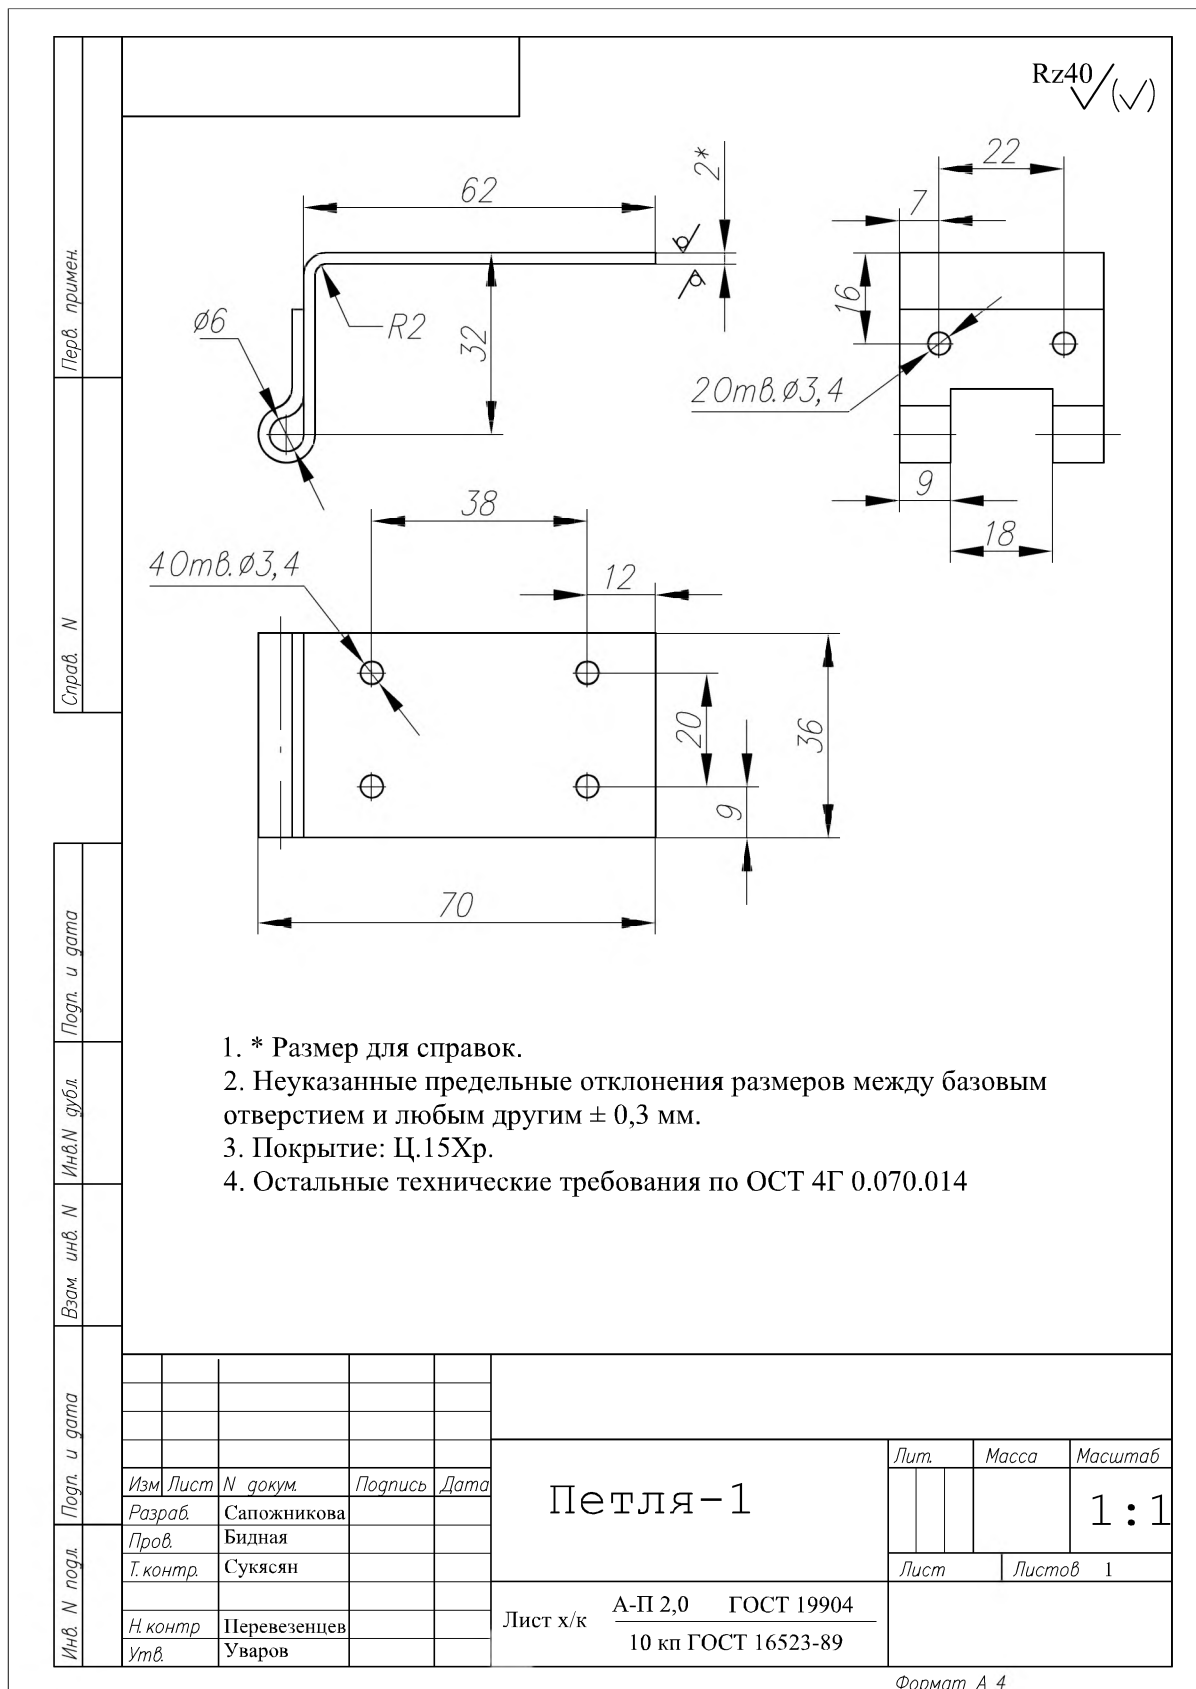 Rz40
62
2*
22
7
16
ø6
R2
32
2Отв.ø3,4
9
18
38
4Отв.ø3,4
12
20
36
9
70
Перв. примен.
Справ. N
Подп. и дата
Инв.N дубл.
Взам. инв. N
Подп. и дата
Инв. N подл.
1. * Размер для справок.
2. Неуказанные предельные отклонения размеров между базовым
отверстием и любым другим ± 0,3 мм.
3. Покрытие: Ц.15Хр.
4. Остальные технические требования по ОСТ 4Г 0.070.014
Изм Лист N докум. Подпись Дата
Разраб. Сапожникова
Пров. Бидная
Т.контр. Сукясян
Н.контр Перевезенцев
Утв. Уваров
Петля-1
Лит. Масса Масштаб
1:1
Лист Листов 1
Лист х/к
А-П 2,0 ГОСТ 19904
10 кп ГОСТ 16523-89
Формат А 4